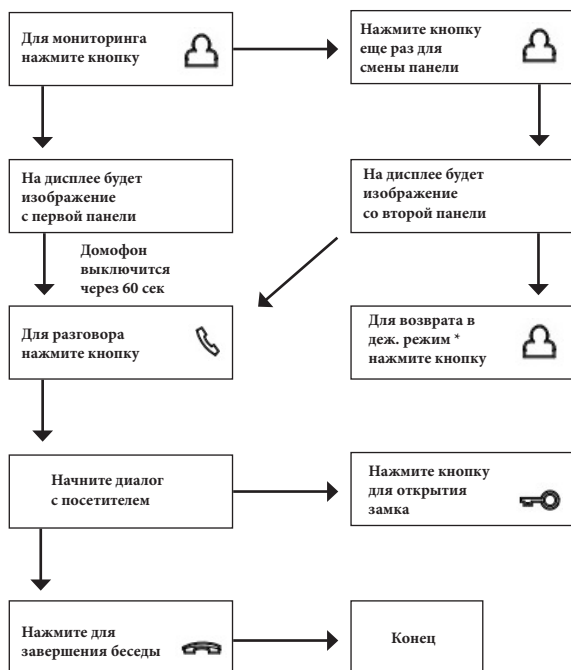 Для мониторинга
нажмите кнопку
Нажмите кнопку
еще раз для
смены панели
На дисплее будет
изображение
с первой панели
На дисплее будет
изображение
со второй панели
Домофон
выключится
через 60 сек
Для разговора
нажмите кнопку
Для возврата в
деж. режим *
нажмите кнопку
Начните диалог
с посетителем
Нажмите кнопку
для открытия
замка
Нажмите для
завершения беседы
Конец